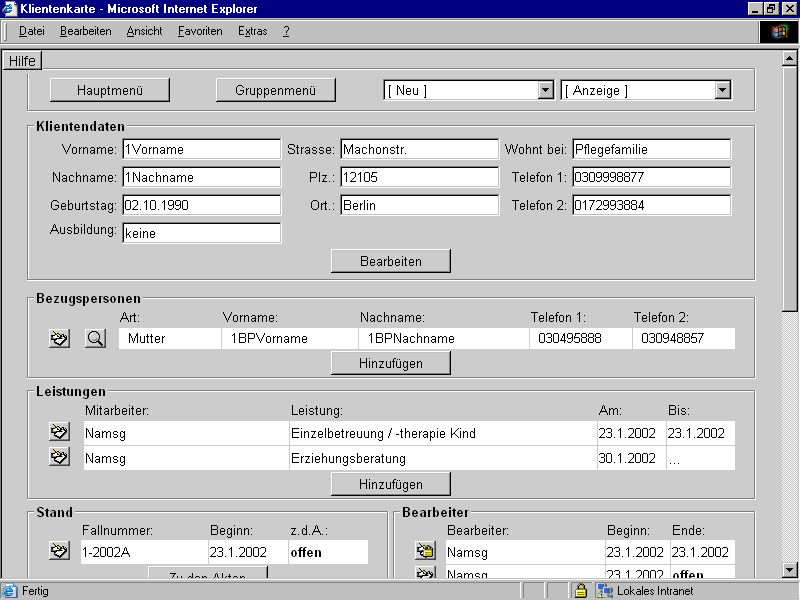 Klientenkarte - Microsoft Internet Explorer
Datei Bearbeiten Ansicht Favoriten Extras ?
Hilfe
Hauptmenü Gruppenmenü [ Neu ] [ Anzeige ]
Klientendaten
Vorname: 1Vorname Strasse: Machonstr. Wohnt bei: Pflegefamilie
Nachname: 1Nachname Plz.: 12105 Telefon 1: 0309998877
Geburtstag: 02.10.1990 Ort.: Berlin Telefon 2: 0172993884
Ausbildung: keine
Bearbeiten
Bezugspersonen
Art: Vorname: Nachname: Telefon 1: Telefon 2:
Mutter 1BPVorname 1BPNachname 030495888 030948857
Hinzufügen
Leistungen
Mitarbeiter: Leistung: Am: Bis:
Namsg Einzelbetreuung / -therapie Kind 23.1.2002 23.1.2002
Namsg Erziehungsberatung 30.1.2002 ...
Hinzufügen
Stand Bearbeiter
Fallnummer: Beginn: z.d.A.: Bearbeiter: Beginn: Ende:
1-2002A 23.1.2002 offen Namsg 23.1.2002 23.1.2002
Zu den Akten Namsg 23.1.2002 offen
Fertig Lokales Intranet